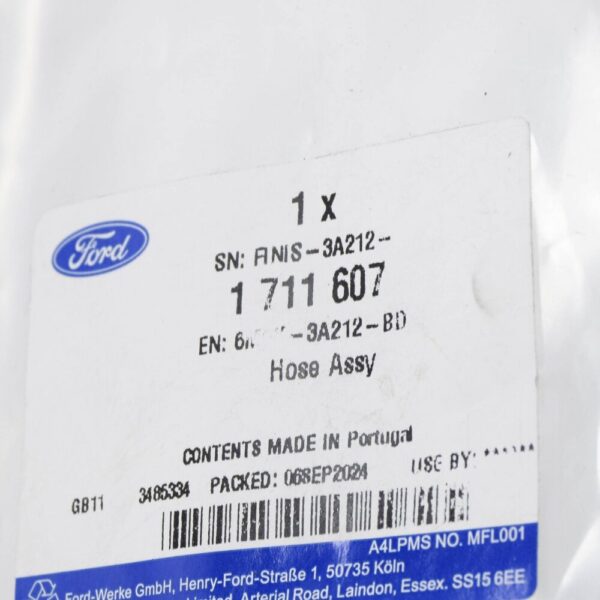 1 x
Ford
SN: FINIS-3A212-
1 711 607
EN: -3A212-BD
Hose Assy
CONTENTS MADE IN Portugal
GB11 3485334 PACKED: 06SEP2024 USE BY: ******
A4LPMS NO. MFL001
Ford-Werke GmbH, Henry-Ford-Straße 1, 50735 Köln
Limited, Arterial Road, Laindon, Essex. SS15 6EE